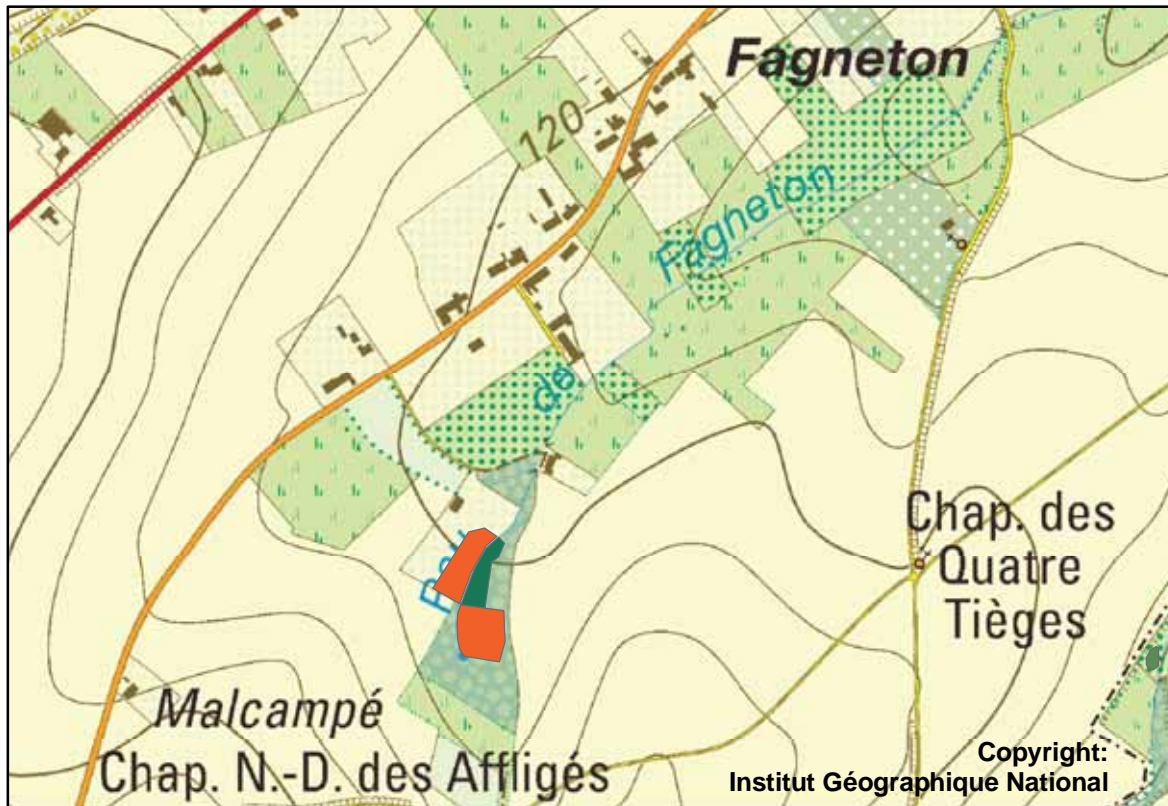 Fagneton
120
Fagneton
de
Chap. des
Quatre
Tièges
Malcampé
Chap. N.-D. des Affligés
Copyright:
Institut Géographique National